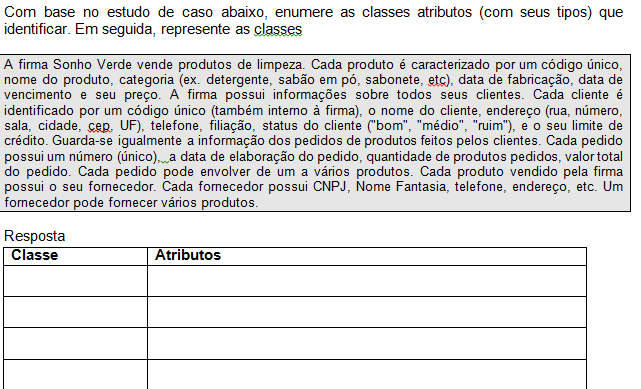 Com base no estudo de caso abaixo, enumere as classes atributos (com seus tipos) que
identificar. Em seguida, represente as classes
A firma Sonho Verde vende produtos de limpeza. Cada produto é caracterizado por um código único,
nome do produto, categoria (ex. detergente, sabão em pó, sabonete, etc), data de fabricação, data de
vencimento e seu preço. A firma possui informações sobre todos seus clientes. Cada cliente é
identificado por um código único (também interno à firma), o nome do cliente, endereço (rua, número,
sala, cidade, cep, UF), telefone, filiação, status do cliente ("bom", "médio", "ruim"), e o seu limite de
crédito. Guarda-se igualmente a informação dos pedidos de produtos feitos pelos clientes. Cada pedido
possui um número (único), a data de elaboração do pedido, quantidade de produtos pedidos, valor total
do pedido. Cada pedido pode envolver de um a vários produtos. Cada produto vendido pela firma
possui o seu fornecedor. Cada fornecedor possui CNPJ, Nome Fantasia, telefone, endereço, etc. Um
fornecedor pode fornecer vários produtos.
Resposta
Classe Atributos